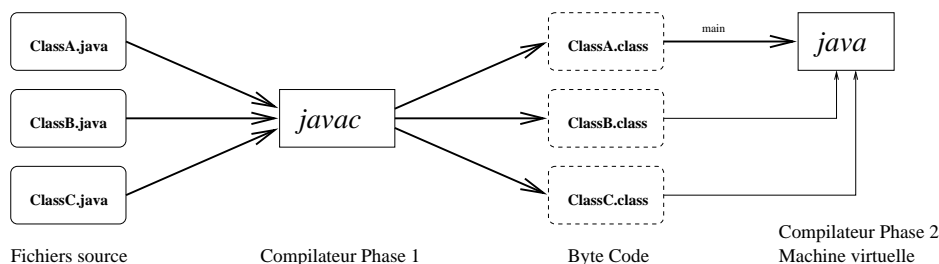 ClassA.java
ClassA.class
main
java
ClassB.java
javac
ClassB.class
ClassC.java
ClassC.class
Fichiers source
Compilateur Phase 1
Byte Code
Compilateur Phase 2
Machine virtuelle